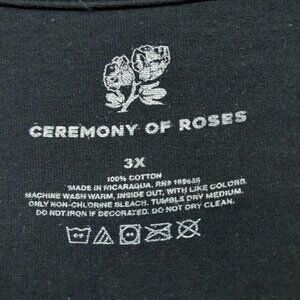 CEREMONY OF ROSES
3X
100% COTTON
MADE IN NICARAGUA. RN#
MACHINE WASH WARM, INSIDE OUT, WITH LIKE COLORS.
ONLY NON-CHLORINE BLEACH. TUMBLE DRY MEDIUM.
DO NOT IRON IF DECORATED. DO NOT DRY CLEAN.